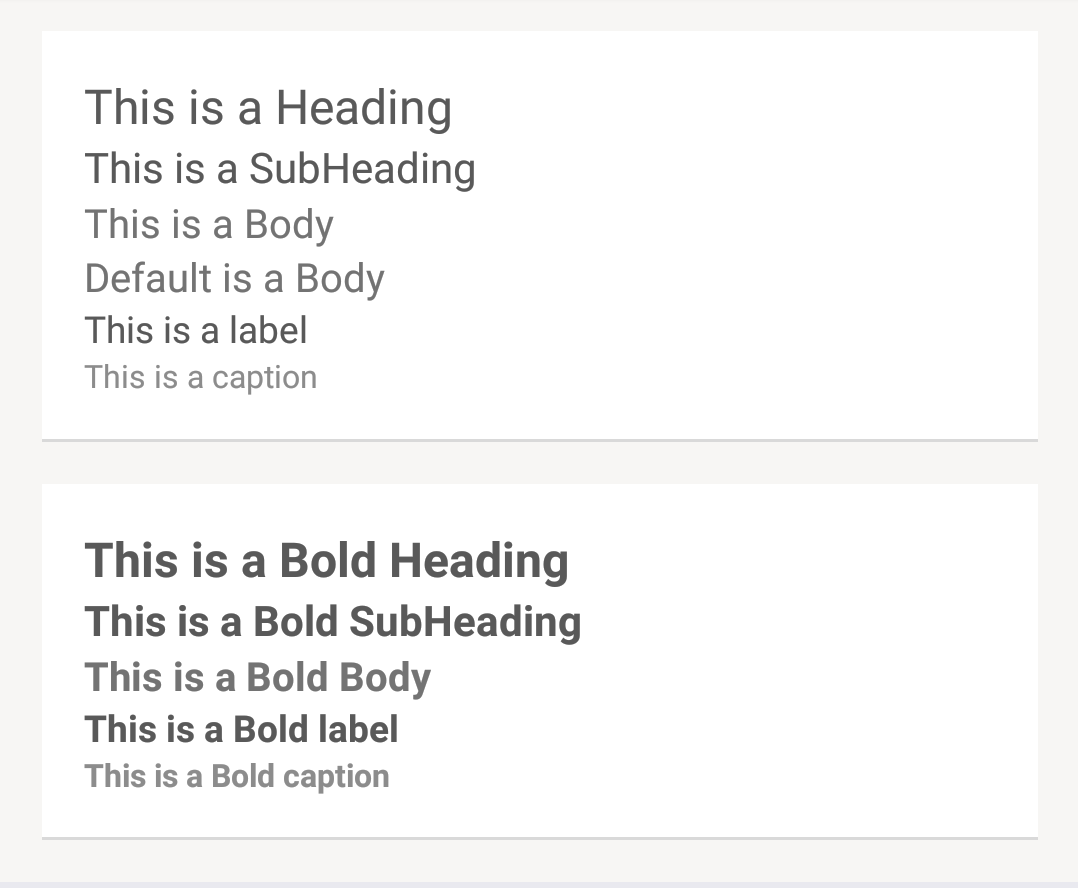 This is a Heading
This is a SubHeading
This is a Body
Default is a Body
This is a label
This is a caption
This is a Bold Heading
This is a Bold SubHeading
This is a Bold Body
This is a Bold label
This is a Bold caption